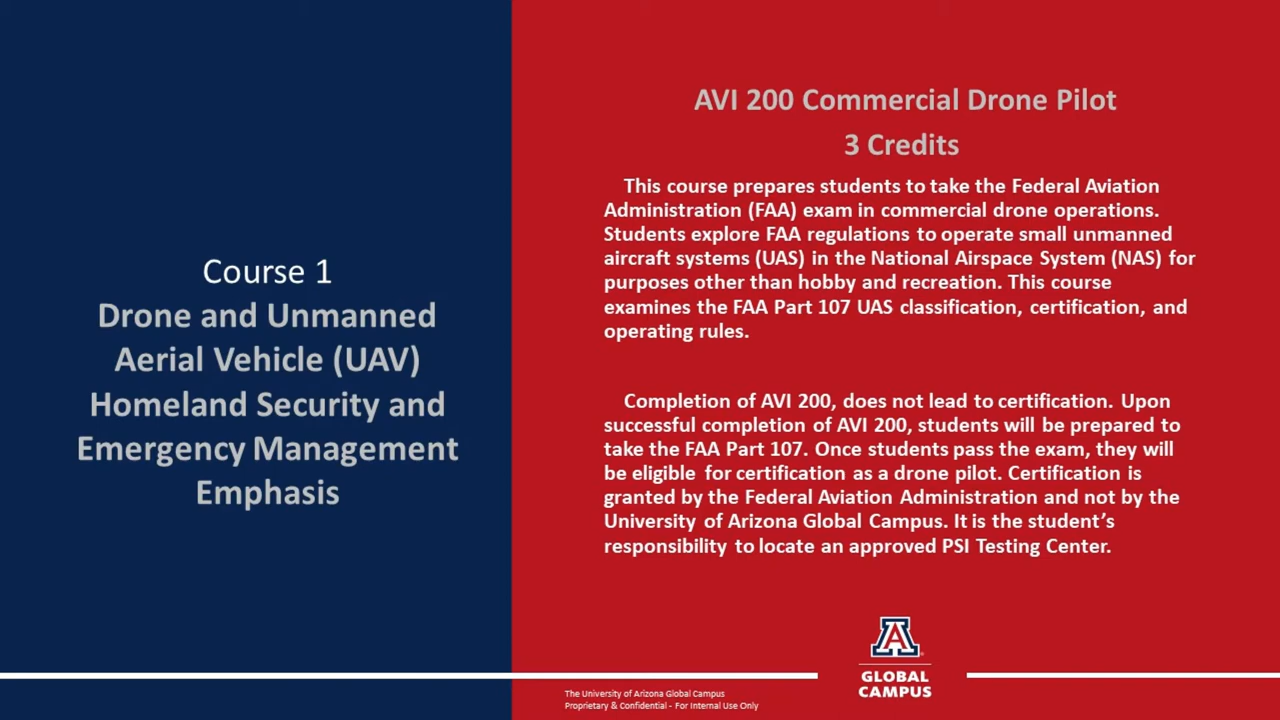 Course 1
Drone and Unmanned
Aerial Vehicle (UAV)
Homeland Security and
Emergency Management
Emphasis
AVI 200 Commercial Drone Pilot
3 Credits
This course prepares students to take the Federal Aviation
Administration (FAA) exam in commercial drone operations.
Students explore FAA regulations to operate small unmanned
aircraft systems (UAS) in the National Airspace System (NAS) for
purposes other than hobby and recreation. This course
examines the FAA Part 107 UAS classification, certification, and
operating rules.
Completion of AVI 200, does not lead to certification. Upon
successful completion of AVI 200, students will be prepared to
take the FAA Part 107. Once students pass the exam, they will
be eligible for certification as a drone pilot. Certification is
granted by the Federal Aviation Administration and not by the
University of Arizona Global Campus. It is the student’s
responsibility to locate an approved PSI Testing Center.
A
GLOBAL
CAMPUS
The University of Arizona Global Campus
Proprietary & Confidential - For Internal Use Only